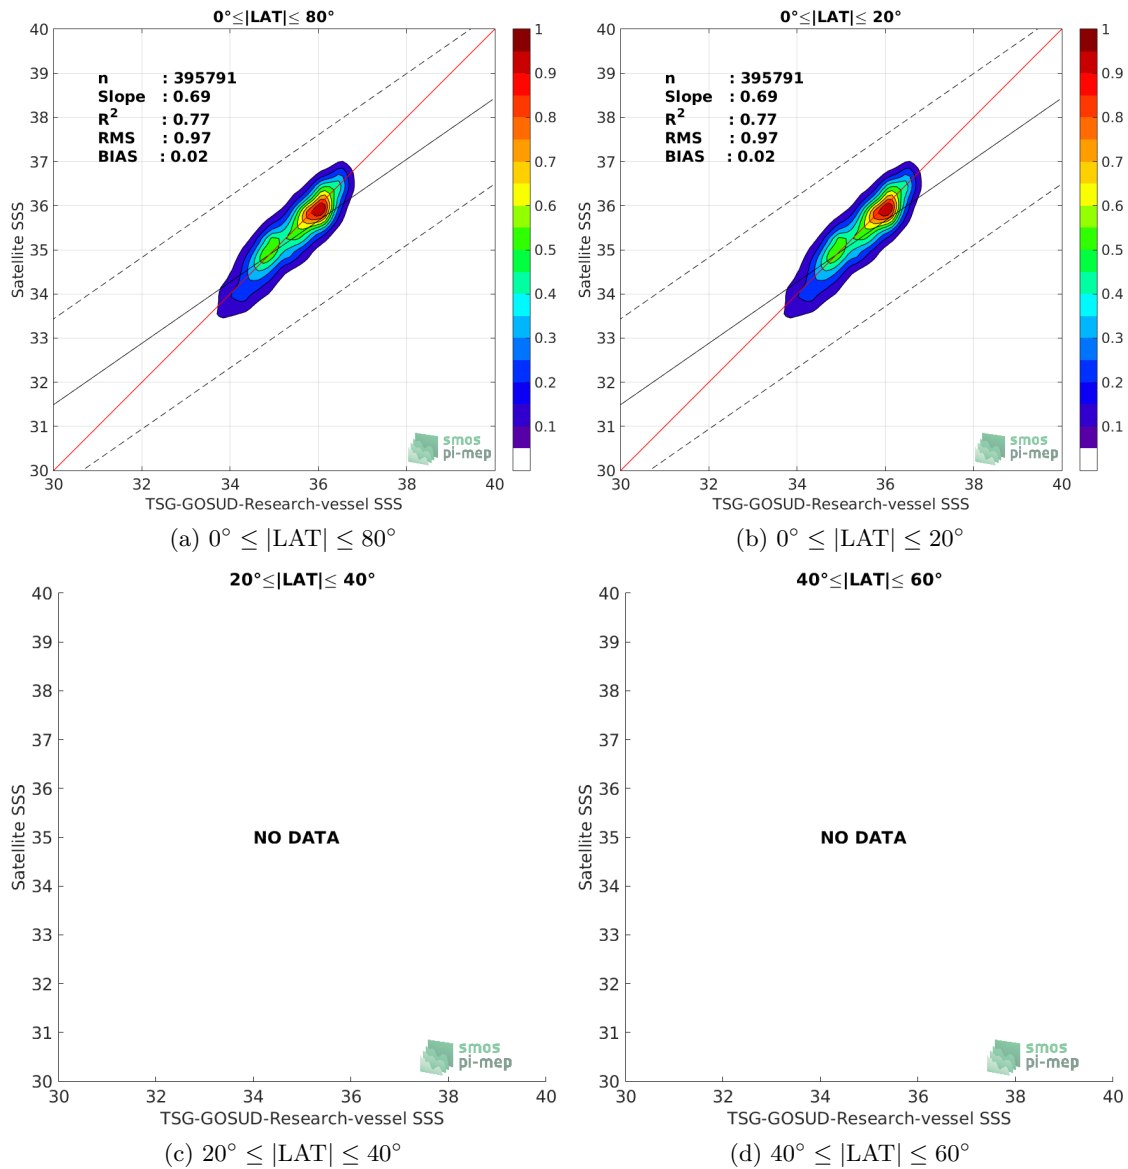 0°≤|LAT|≤ 80°
40
39
38
37
36
35
34
33
32
31
30
Satellite SSS
n : 395791
Slope : 0.69
R2 : 0.77
RMS : 0.97
BIAS : 0.02
smos
pi-mep
30 32 34 36 38 40
TSG-GOSUD-Research-vessel SSS
1
0.9
0.8
0.7
0.6
0.5
0.4
0.3
0.2
0.1
(a) 0° ≤ |LAT| ≤ 80°
0°≤|LAT|≤ 20°
40
39
38
37
36
35
34
33
32
31
30
Satellite SSS
n : 395791
Slope : 0.69
R2 : 0.77
RMS : 0.97
BIAS : 0.02
smos
pi-mep
30 32 34 36 38 40
TSG-GOSUD-Research-vessel SSS
1
0.9
0.8
0.7
0.6
0.5
0.4
0.3
0.2
0.1
(b) 0° ≤ |LAT| ≤ 20°
20°≤|LAT|≤ 40°
40
39
38
37
36
35
34
33
32
31
30
Satellite SSS
NO DATA
smos
pi-mep
30 32 34 36 38 40
TSG-GOSUD-Research-vessel SSS
(c) 20° ≤ |LAT| ≤ 40°
40°≤|LAT|≤ 60°
40
39
38
37
36
35
34
33
32
31
30
Satellite SSS
NO DATA
smos
pi-mep
30 32 34 36 38 40
TSG-GOSUD-Research-vessel SSS
(d) 40° ≤ |LAT| ≤ 60°